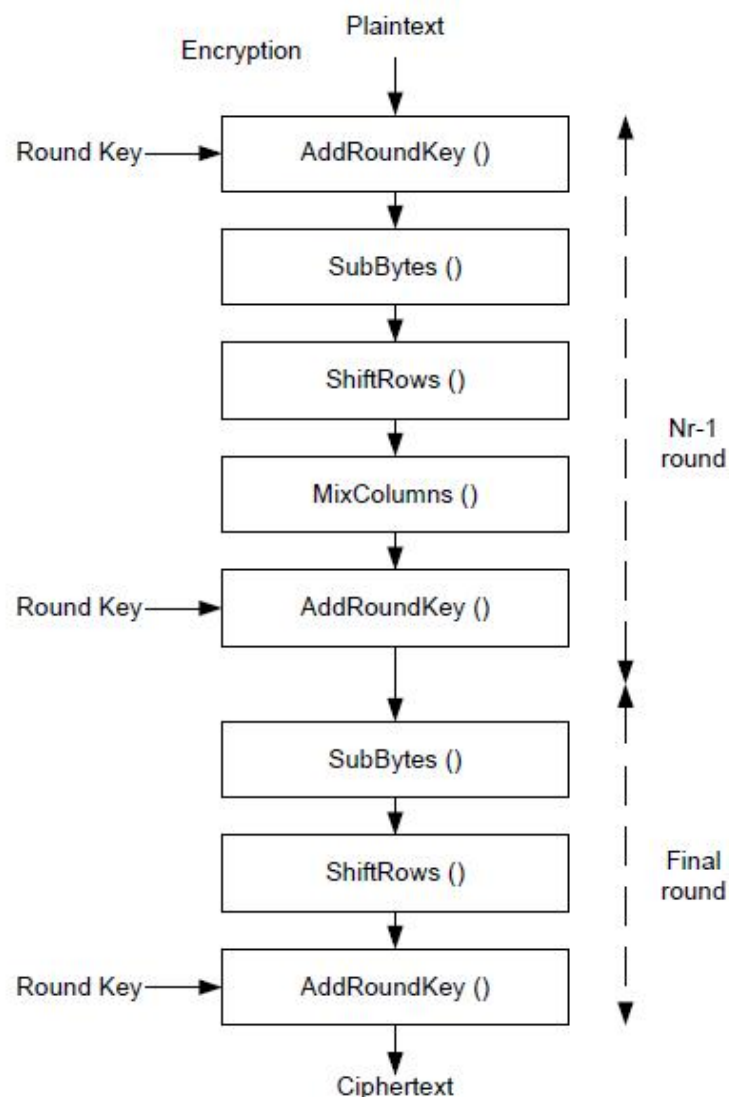 Plaintext
Encryption
Round Key
AddRoundKey ()
SubBytes ()
ShiftRows ()
MixColumns ()
Nr-1
round
Round Key
AddRoundKey ()
SubBytes ()
ShiftRows ()
Final
round
Round Key
AddRoundKey ()
Ciphertext